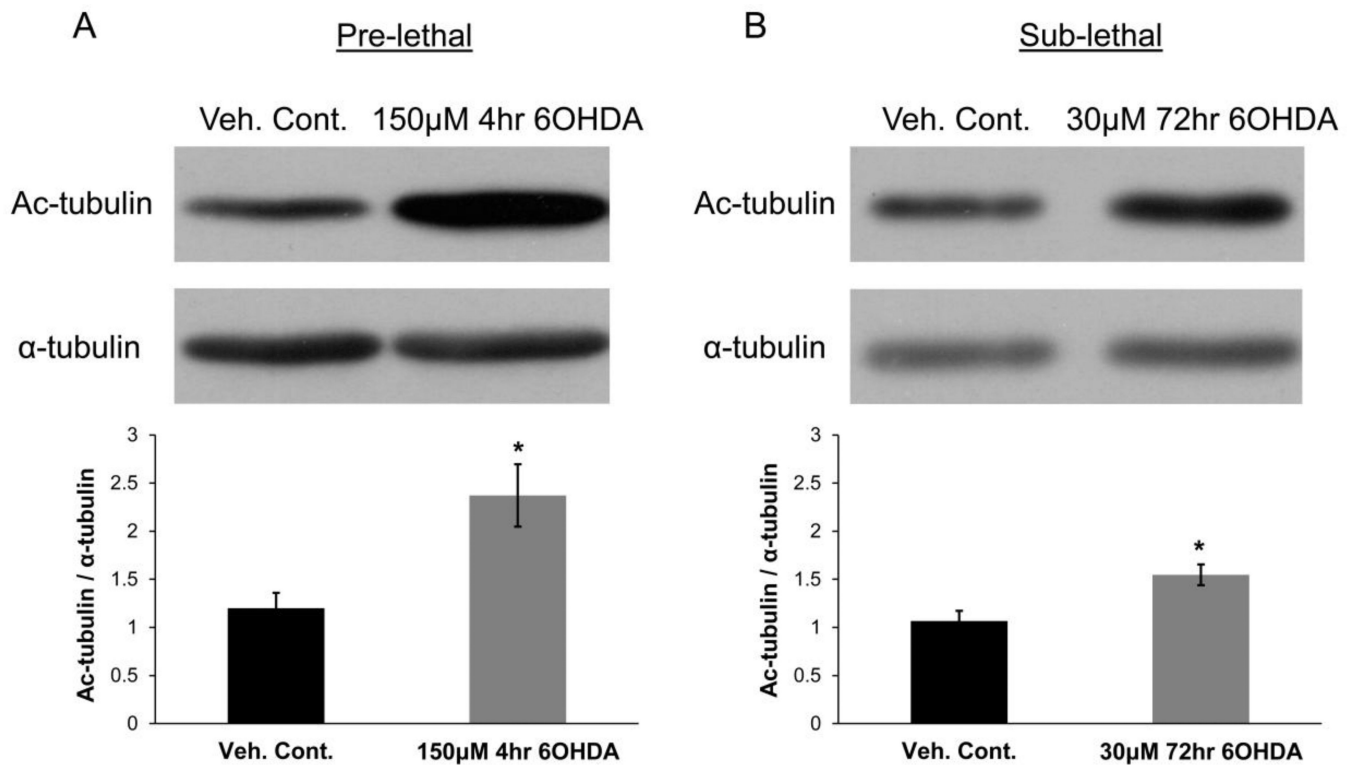 A
Pre-lethal
Veh. Cont. 150µM 4hr 6OHDA
Ac-tubulin
α-tubulin
3
2.5
2
1.5
1
0.5
0
Ac-tubulin / α-tubulin
*
Veh. Cont. 150µM 4hr 6OHDA
B
Sub-lethal
Veh. Cont. 30µM 72hr 6OHDA
Ac-tubulin
α-tubulin
3
2.5
2
1.5
1
0.5
0
Ac-tubulin / α-tubulin
*
Veh. Cont. 30µM 72hr 6OHDA